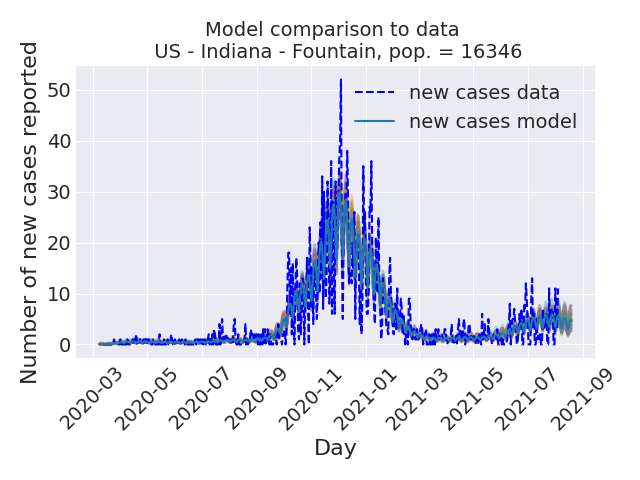 Model comparison to data
US - Indiana - Fountain, pop. = 16346
Number of new cases reported
50
40
30
20
10
0
new cases data
new cases model
2020-03
2020-05
2020-07
2020-09
2020-11
2021-01
2021-03
2021-05
2021-07
2021-09
Day